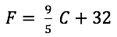 F = 9/5 C + 32